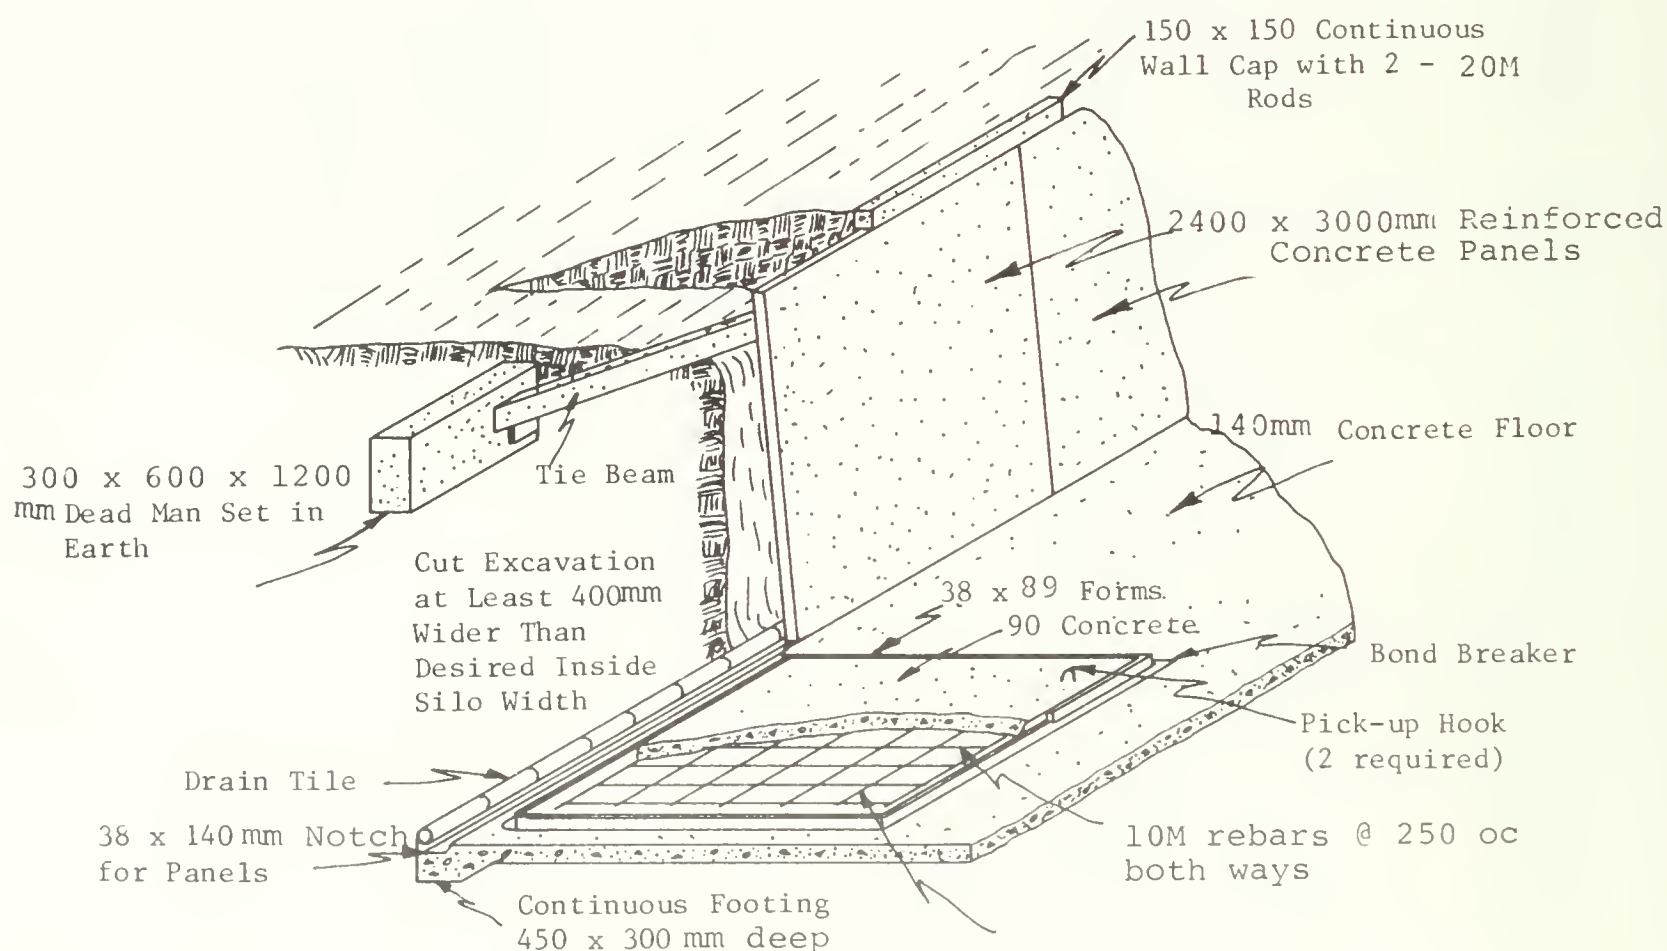 150 x 150 Continuous
Wall Cap with 2 - 20M
Rods
2400 x 3000mm Reinforced
Concrete Panels
140mm Concrete Floor
300 x 600 x 1200
mm Dead Man Set in
Earth
Tie Beam
Cut Excavation
at Least 400mm
Wider Than
Desired Inside
Silo Width
38 x 89 Forms.
90 Concrete
Bond Breaker
Pick-up Hook
(2 required)
Drain Tile
38 x 140 mm Notch
for Panels
10M rebars @ 250 oc
both ways
Continuous Footing
450 x 300 mm deep